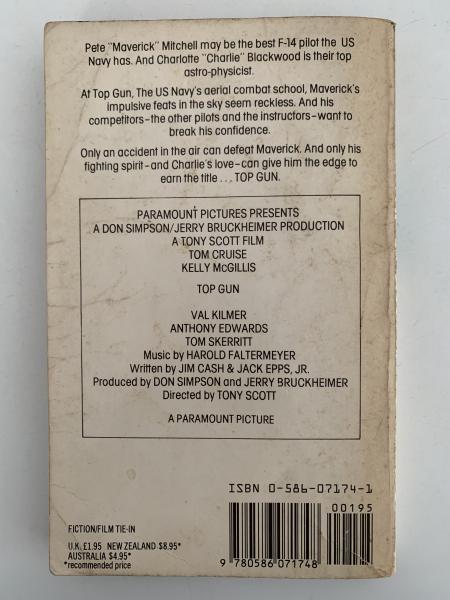 Pete "Maverick" Mitchell may be the best F-14 pilot the US
Navy has. And Charlotte "Charlie" Blackwood is their top
astro-physicist.
At Top Gun, The US Navy's aerial combat school, Maverick's
impulsive feats in the sky seem reckless. And his
competitors–the other pilots and the instructors–want to
break his confidence.
Only an accident in the air can defeat Maverick. And only his
fighting spirit–and Charlie's love–can give him the edge to
earn the title . . . TOP GUN.
PARAMOUNT PICTURES PRESENTS
A DON SIMPSON/JERRY BRUCKHEIMER PRODUCTION
A TONY SCOTT FILM
TOM CRUISE
KELLY McGILLIS
TOP GUN
VAL KILMER
ANTHONY EDWARDS
TOM SKERRITT
Music by HAROLD FALTERMEYER
Written by JIM CASH & JACK EPPS, JR.
Produced by DON SIMPSON and JERRY BRUCKHEIMER
Directed by TONY SCOTT
A PARAMOUNT PICTURE
ISBN 0-586-07174-1
00195
FICTION/FILM TIE-IN
U.K. £1.95 NEW ZEALAND $8.95*
AUSTRALIA $4.95*
*recommended price
9 780586 071748